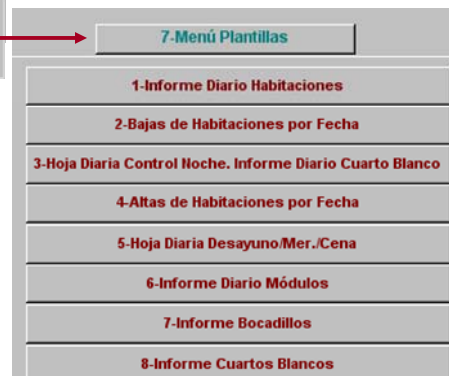 7-Menú Plantillas
1-Informe Diario Habitaciones
2-Bajas de Habitaciones por Fecha
3-Hoja Diaria Control Noche. Informe Diario Cuarto Blanco
4-Altas de Habitaciones por Fecha
5-Hoja Diaria Desayuno/Mer./Cena
6-Informe Diario Módulos
7-Informe Bocadillos
8-Informe Cuartos Blancos